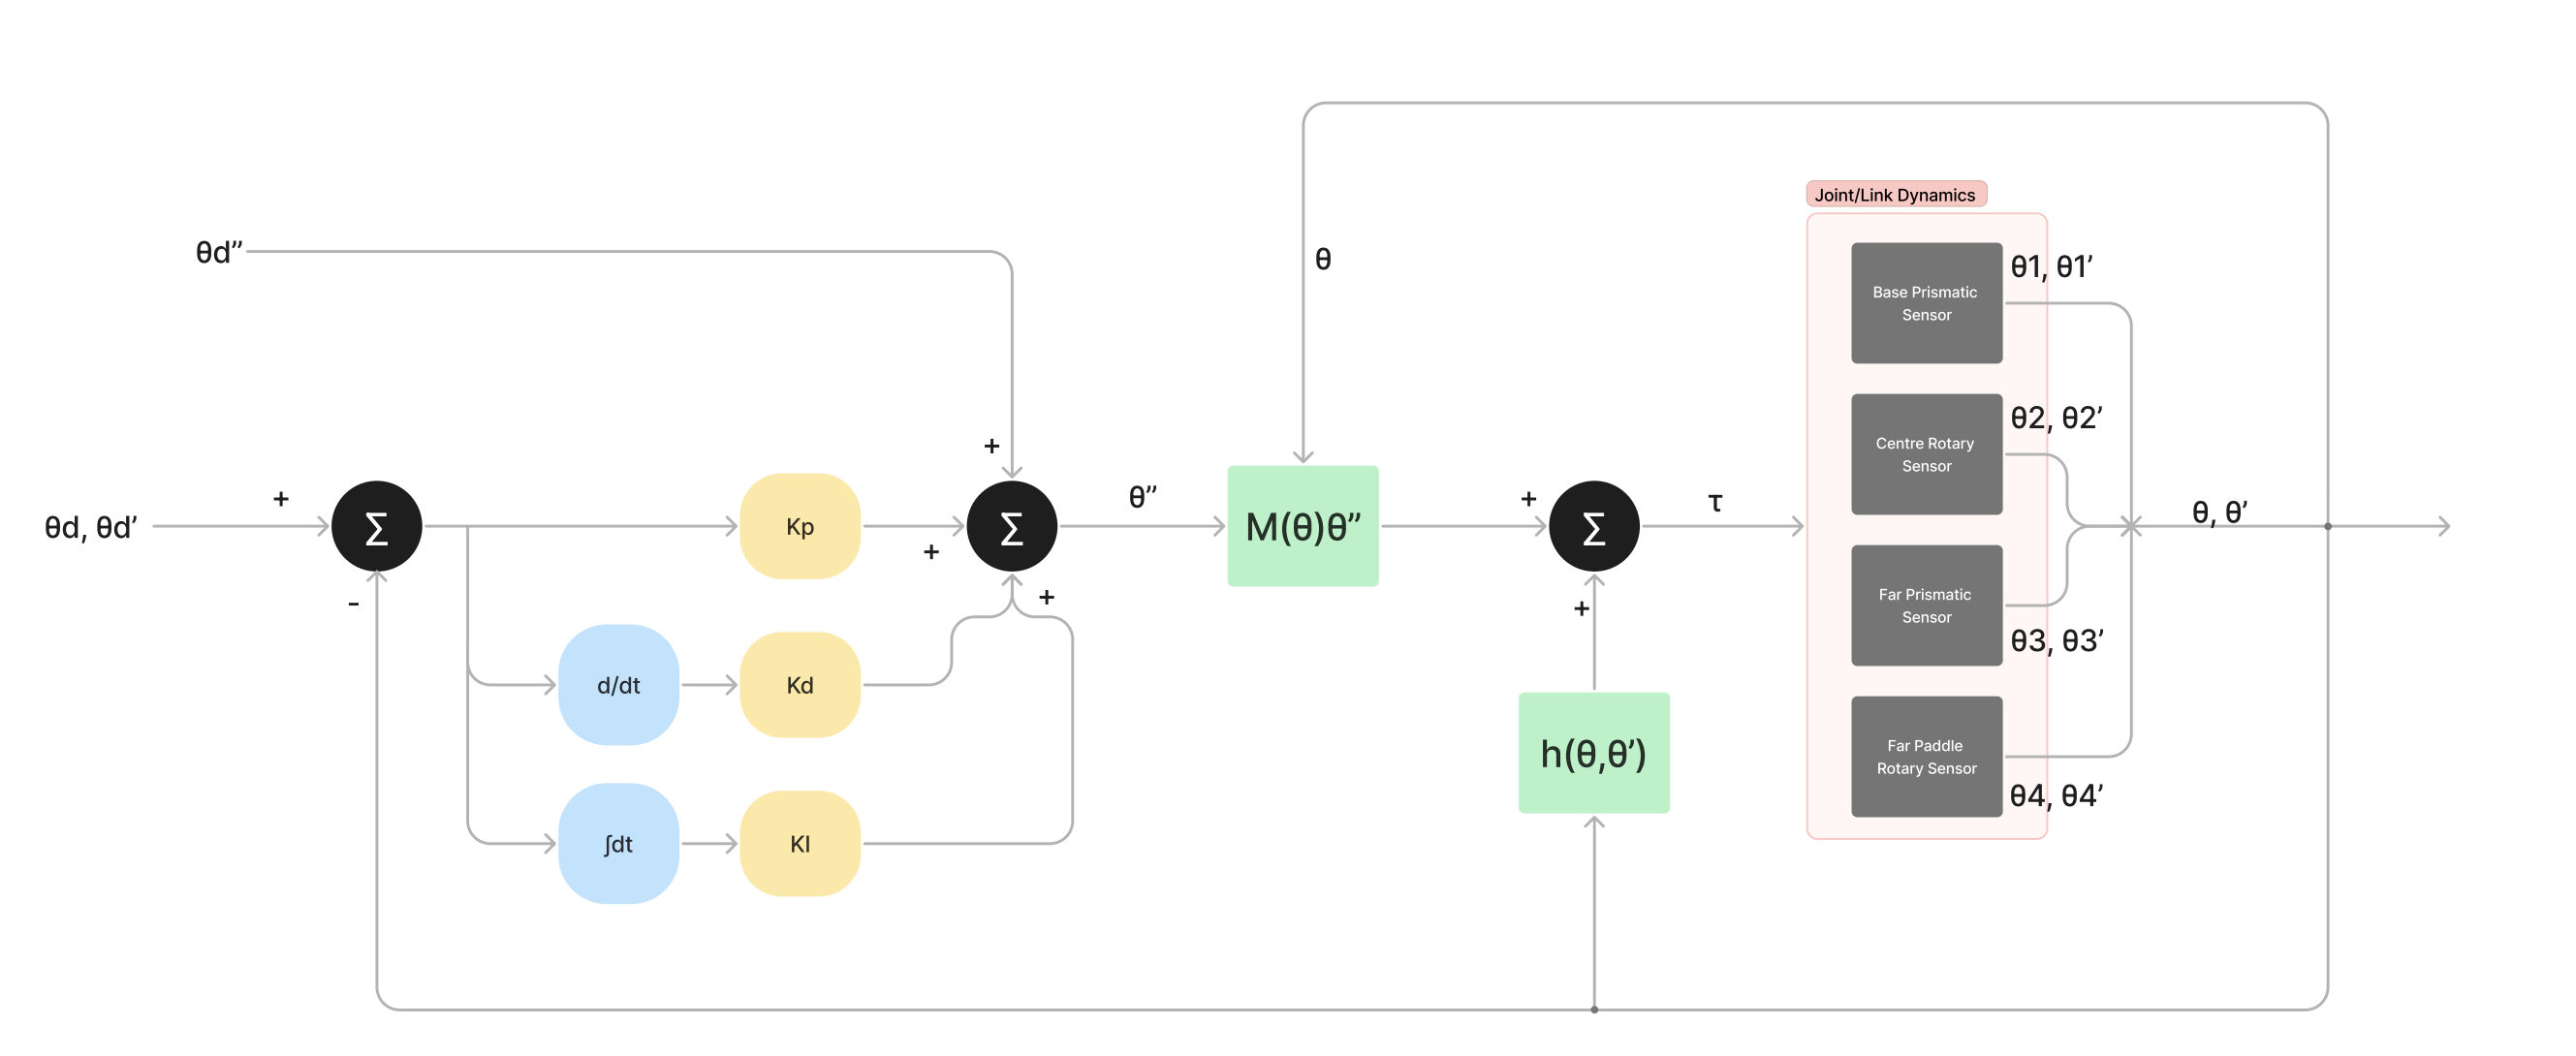 Joint/Link Dynamics
θd”
θ
Base Prismatic
Sensor
θ1, θ1’
Centre Rotary
Sensor
θ2, θ2’
+
θd, θd’
+
Σ
-
Kp
+
Σ
+
θ”
M(θ)θ”
+
Σ
+
τ
θ, θ’
Far Prismatic
Sensor
θ3, θ3’
d/dt
Kd
h(θ,θ’)
Far Paddle
Rotary Sensor
θ4, θ4’
∫dt
KI